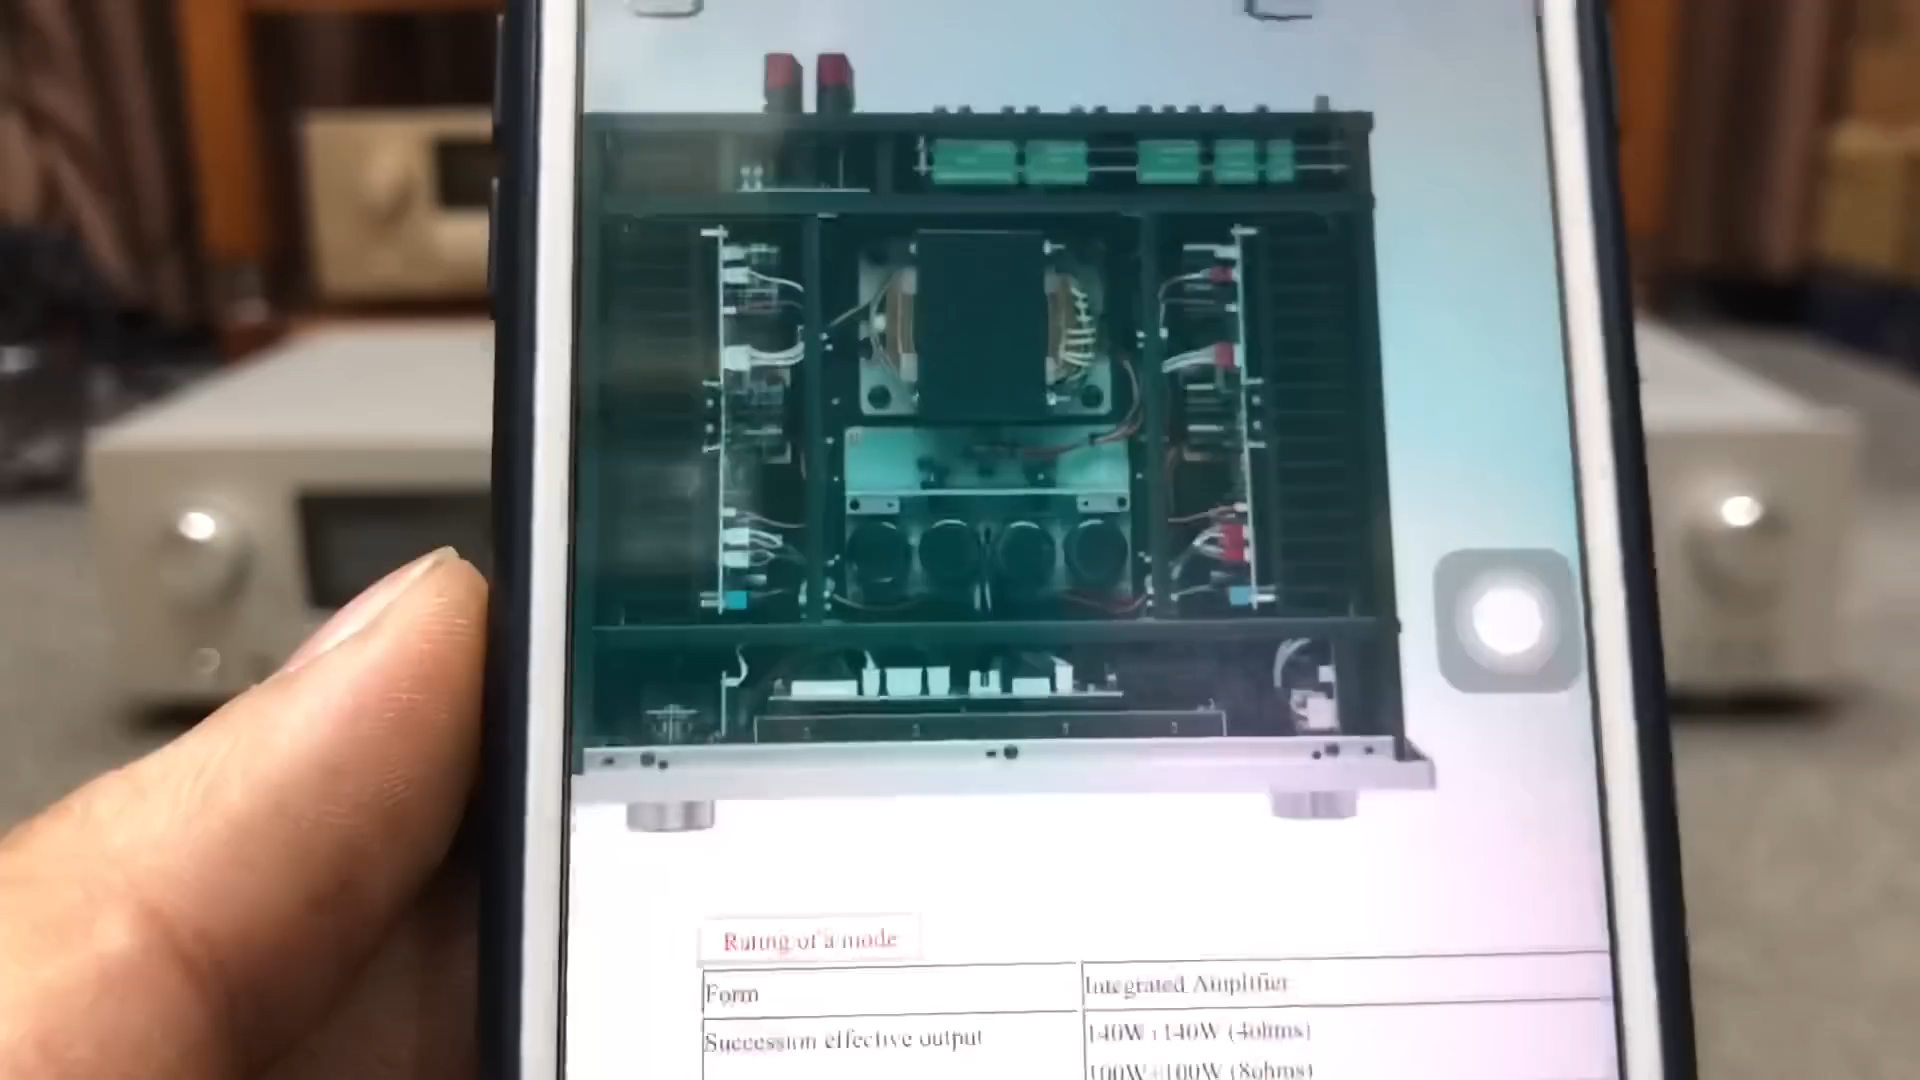 Rating of a mode
Form
Integrated Amplifier
Succession effective output
140W+140W (4ohms)
100W+100W (8ohms)